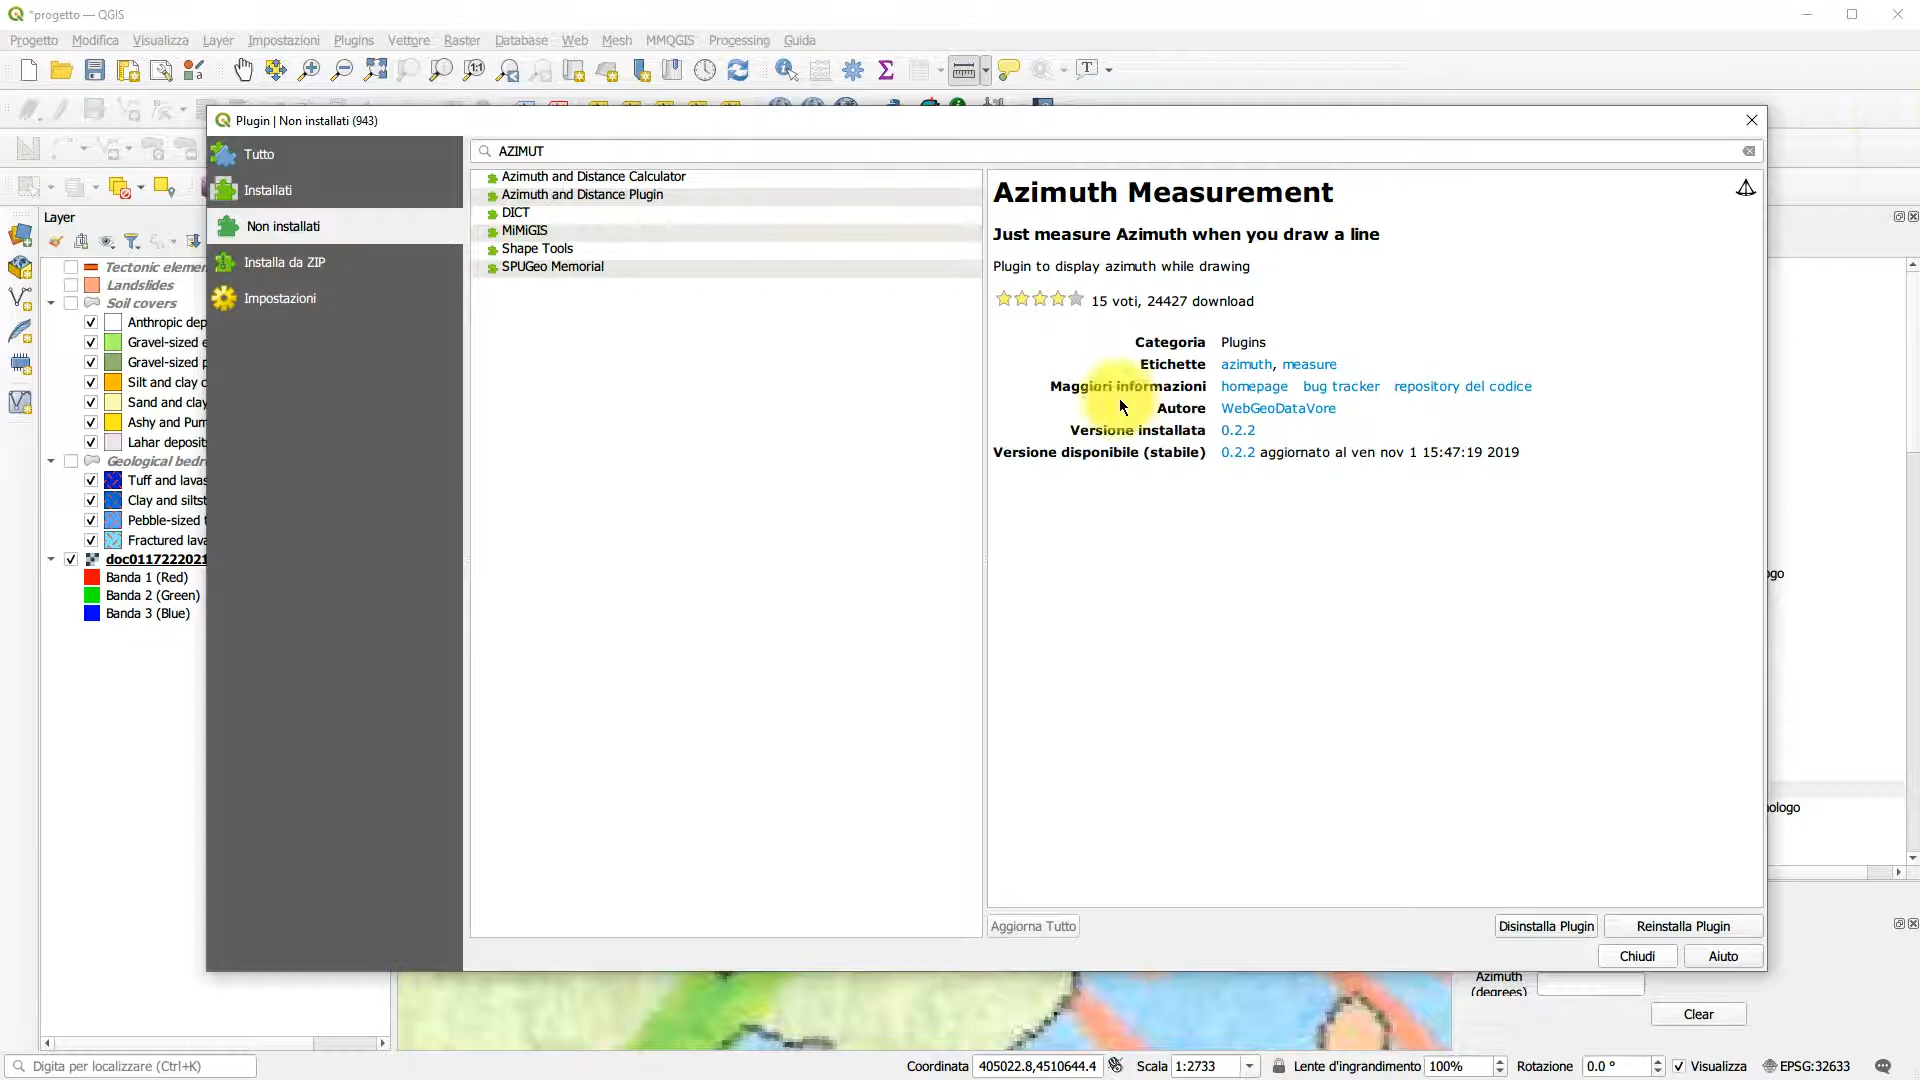 *progetto — QGIS
Progetto Modifica Visualizza Layer Impostazioni Plugins Vettore Raster Database Web Mesh MMQGIS Processing Guida
Plugin | Non installati (943)
Tutto
Installati
Non installati
Installa da ZIP
Impostazioni
AZIMUT
Azimuth and Distance Calculator
Azimuth and Distance Plugin
DICT
MiMiGIS
Shape Tools
SPUGeo Memorial
Azimuth Measurement
Just measure Azimuth when you draw a line
Plugin to display azimuth while drawing
15 voti, 24427 download
Categoria Plugins
Etichette azimuth, measure
Maggiori informazioni homepage bug tracker repository del codice
Autore WebGeoDataVore
Versione installata 0.2.2
Versione disponibile (stabile) 0.2.2 aggiornato al ven nov 1 15:47:19 2019
Aggiorna Tutto
Disinstalla Plugin
Reinstalla Plugin
Chiudi
Aiuto
Layer
Tectonic elemen
Landslides
Soil covers
Anthropic dep
Gravel-sized e
Gravel-sized p
Silt and clay c
Sand and clay
Ashy and Pum
Lahar deposit
Geological bedr
Tuff and lavas
Clay and siltst
Pebble-sized t
Fractured lava
doc0117222021
Banda 1 (Red)
Banda 2 (Green)
Banda 3 (Blue)
ogo
ologo
Azimuth
(degrees)
Clear
Digita per localizzare (Ctrl+K)
Coordinata 405022.8,4510644.4 Scala 1:2733 Lente d'ingrandimento 100% Rotazione 0.0 ° Visualizza EPSG:32633